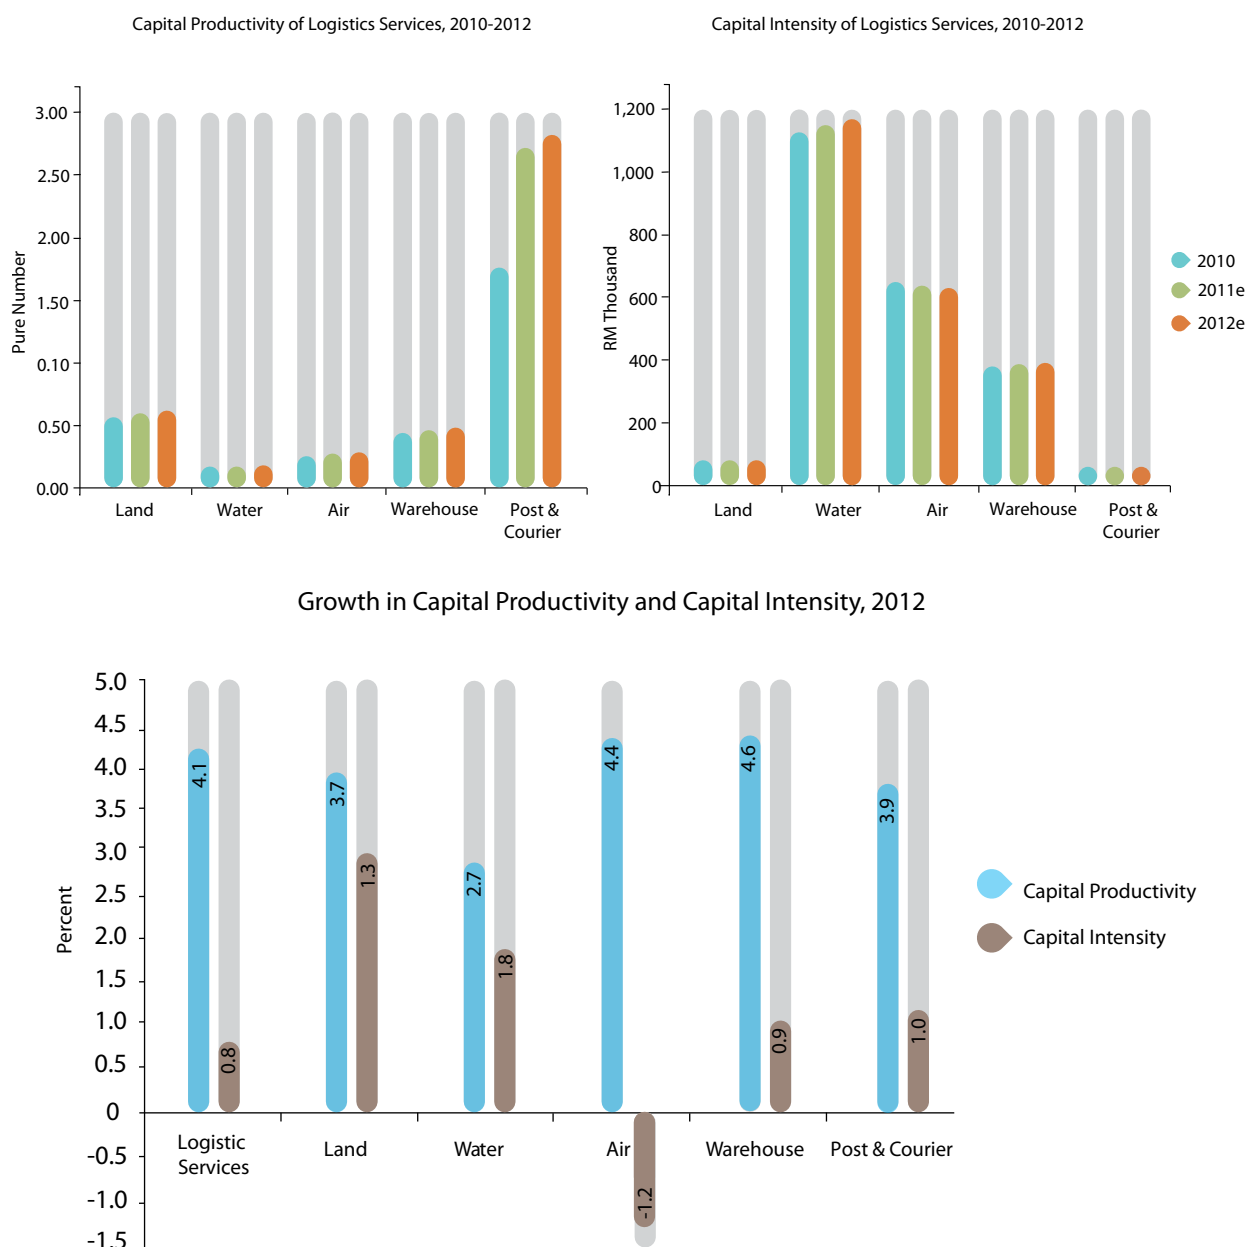 Capital Productivity of Logistics Services, 2010-2012
Pure Number
3.00
2.50
2.00
1.50
0.10
0.50
0.00
Land
Water
Air
Warehouse
Post &
Courier
Capital Intensity of Logistics Services, 2010-2012
RM Thousand
1,200
1,000
800
600
400
200
0
Land
Water
Air
Warehouse
Post &
Courier
2010
2011e
2012e
Growth in Capital Productivity and Capital Intensity, 2012
Percent
5.0
4.5
4.0
3.5
3.0
2.5
2.0
1.5
1.0
0.5
0
-0.5
-1.0
-1.5
4.1
0.8
3.7
1.3
2.7
1.8
4.4
-1.2
4.6
0.9
3.9
1.0
Logistic
Services
Land
Water
Air
Warehouse
Post & Courier
Capital Productivity
Capital Intensity